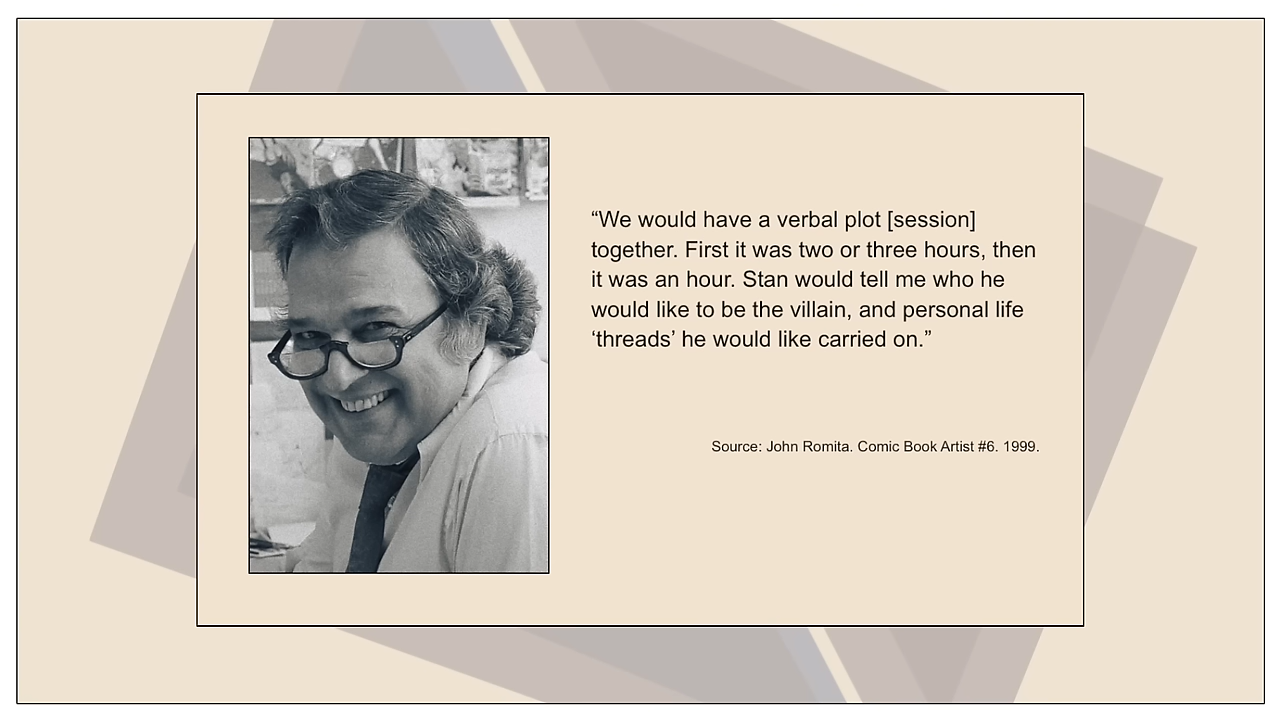 “We would have a verbal plot [session]
together. First it was two or three hours, then
it was an hour. Stan would tell me who he
would like to be the villain, and personal life
‘threads’ he would like carried on.”
Source: John Romita. Comic Book Artist #6. 1999.